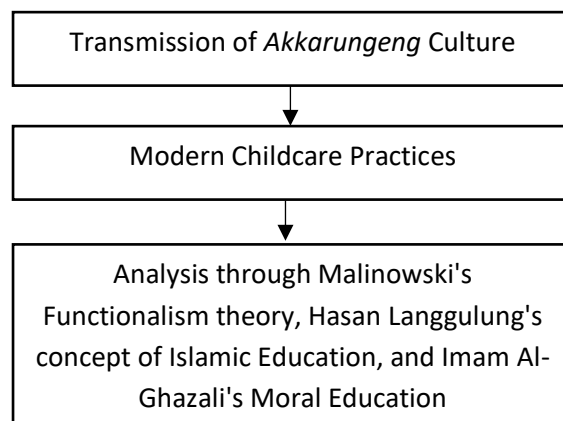 Transmission of Akkarungeng Culture
Modern Childcare Practices
Analysis through Malinowski's
Functionalism theory, Hasan Langgulung's
concept of Islamic Education, and Imam Al-
Ghazali's Moral Education